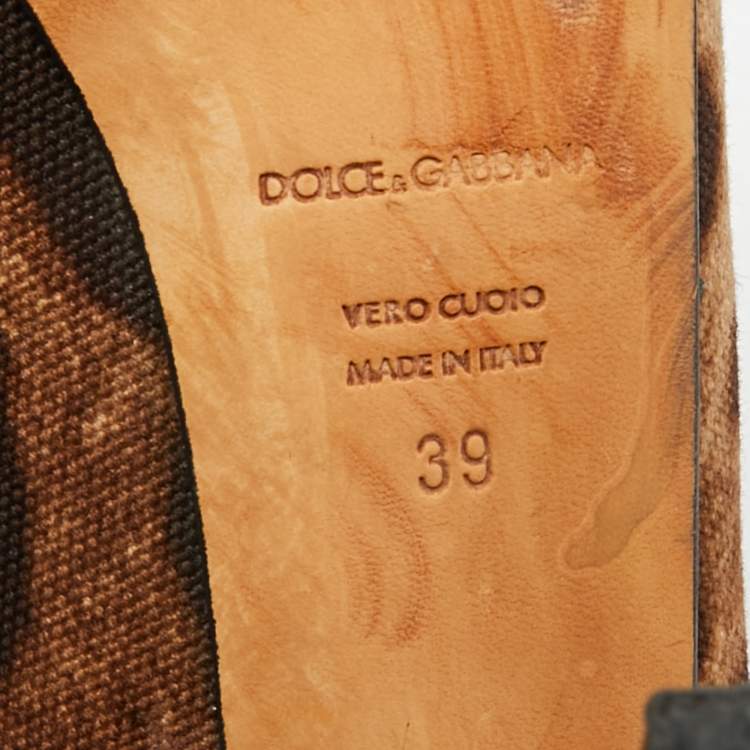 DOLCE & GABBANA
VERO CUOIO
MADE IN ITALY
39